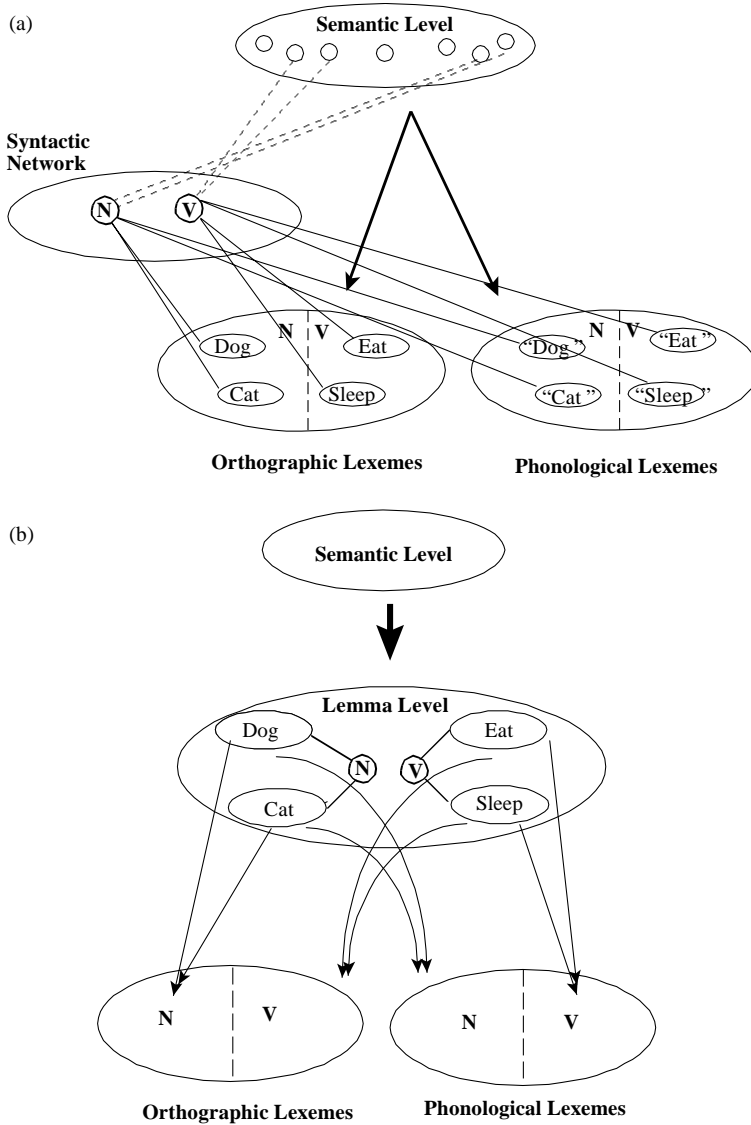 (a)
Semantic Level
Syntactic
Network
N V
N V
Dog Eat
Cat Sleep
N V
“Dog” “Eat”
“Cat” “Sleep”
Orthographic Lexemes
Phonological Lexemes
(b)
Semantic Level
Lemma Level
Dog Eat
N V
Cat Sleep
N V
N V
Orthographic Lexemes
Phonological Lexemes